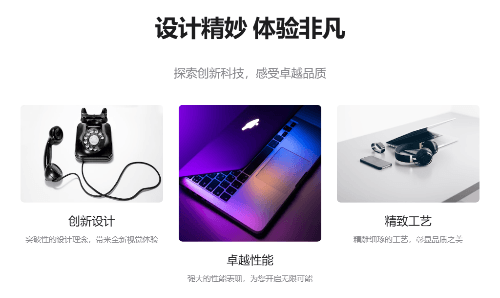 设计精妙 体验非凡
探索创新科技，感受卓越品质
创新设计
突破性的设计理念，带来全新视觉体验
精致工艺
精雕细琢的工艺，彰显品质之美
卓越性能
强大的性能表现，为您开启无限可能